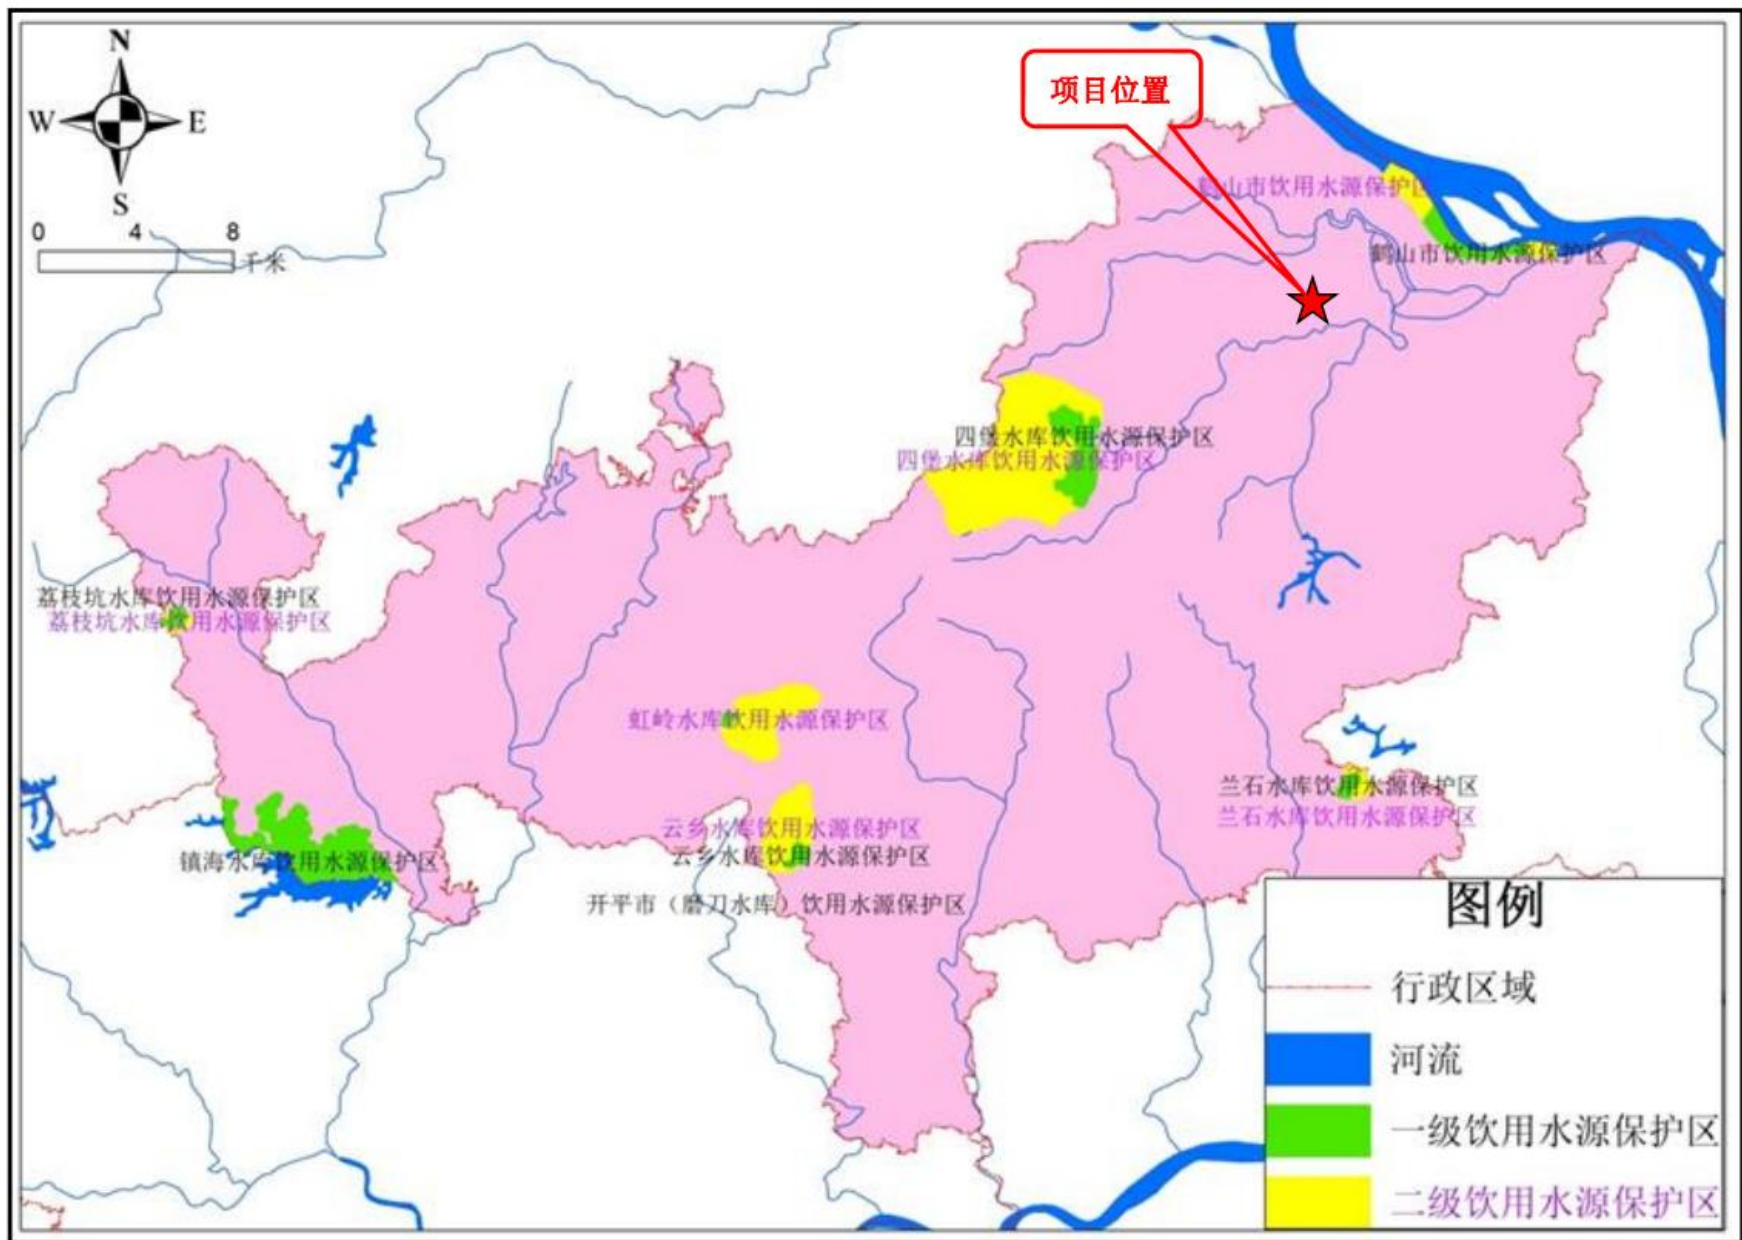 N
W E
S
0 4 8
千米
项目位置
鹤山市饮用水源保护区
鹤山市饮用水源保护区
四堡水库饮用水源保护区
四堡水库饮用水源保护区
荔枝坑水库饮用水源保护区
荔枝坑水库饮用水源保护区
虹岭水库饮用水源保护区
兰石水库饮用水源保护区
兰石水库饮用水源保护区
云乡水库饮用水源保护区
云乡水库饮用水源保护区
镇海水库饮用水源保护区
开平市（磨刀水库）饮用水源保护区
图例
行政区域
河流
一级饮用水源保护区
二级饮用水源保护区